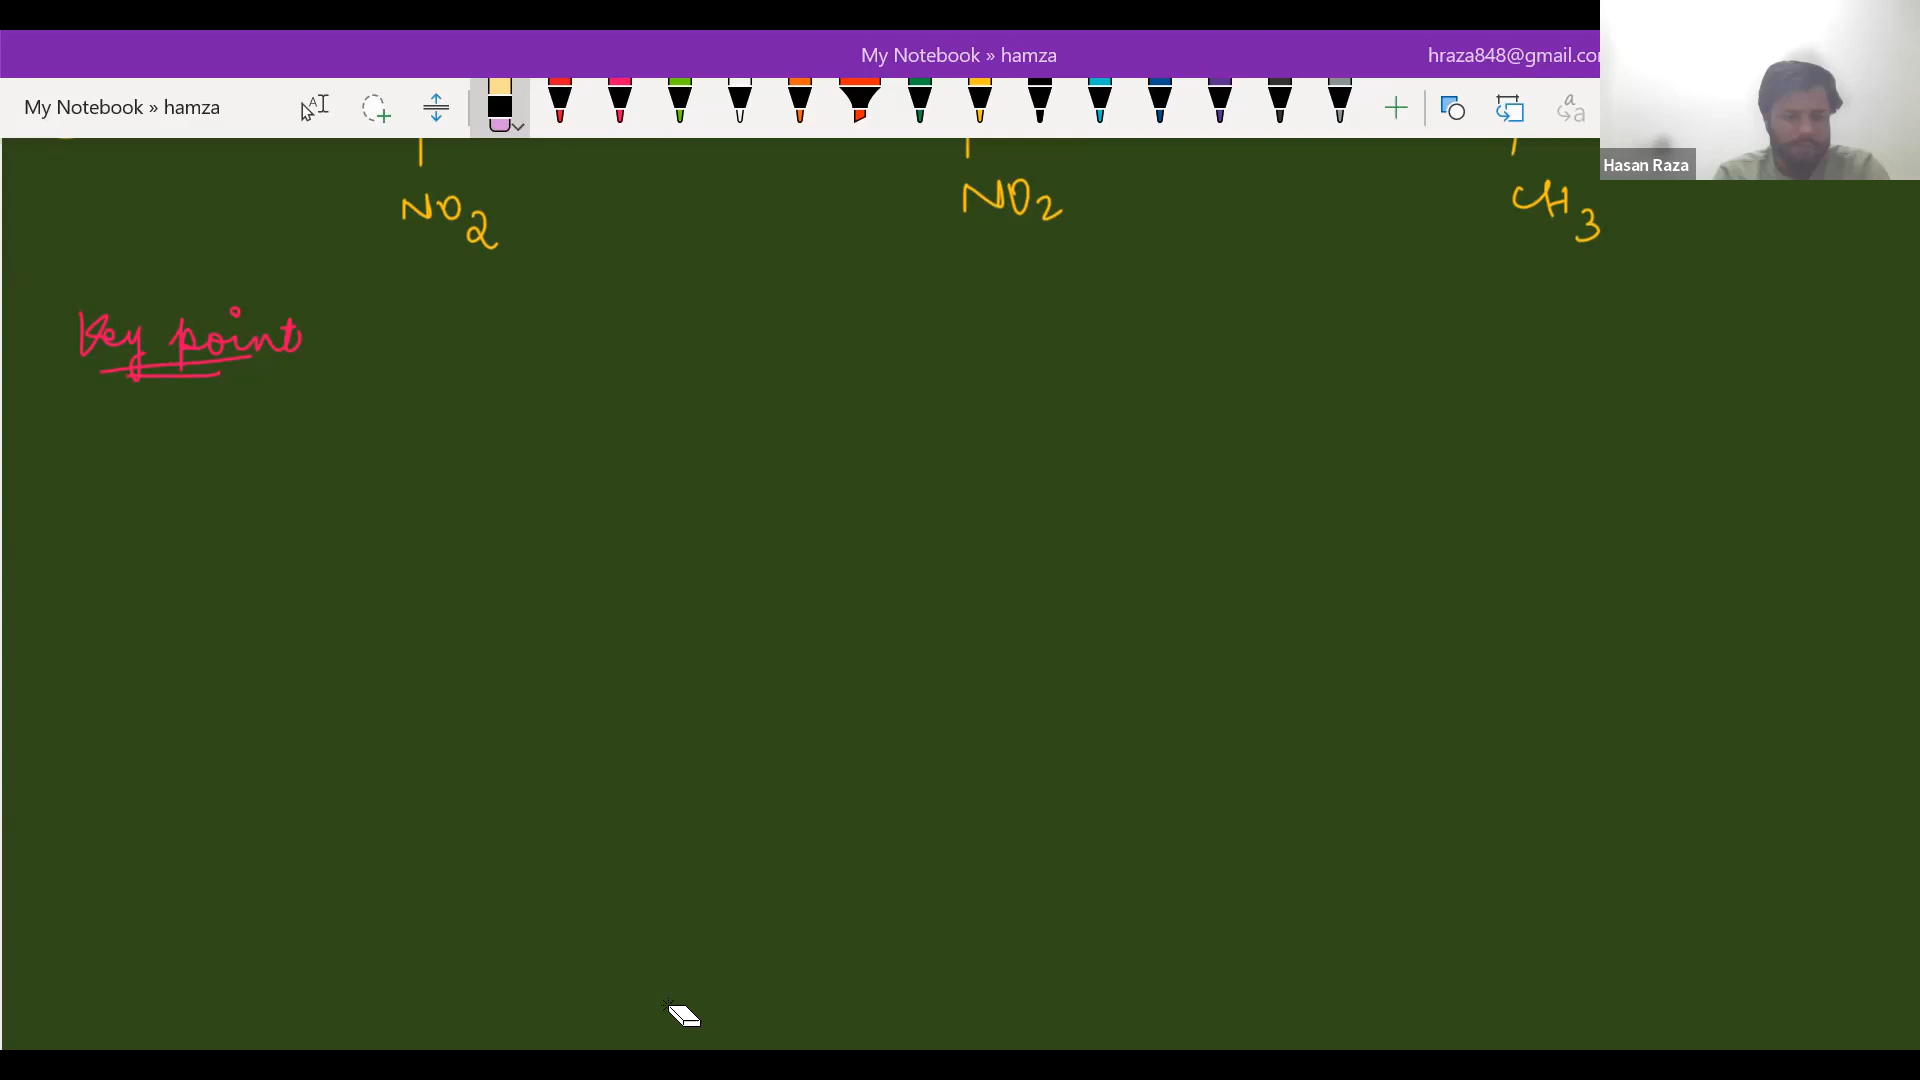 My Notebook » hamza
hraza848@gmail.co
My Notebook » hamza
Hasan Raza
NO2 NO2 CH3
Key point